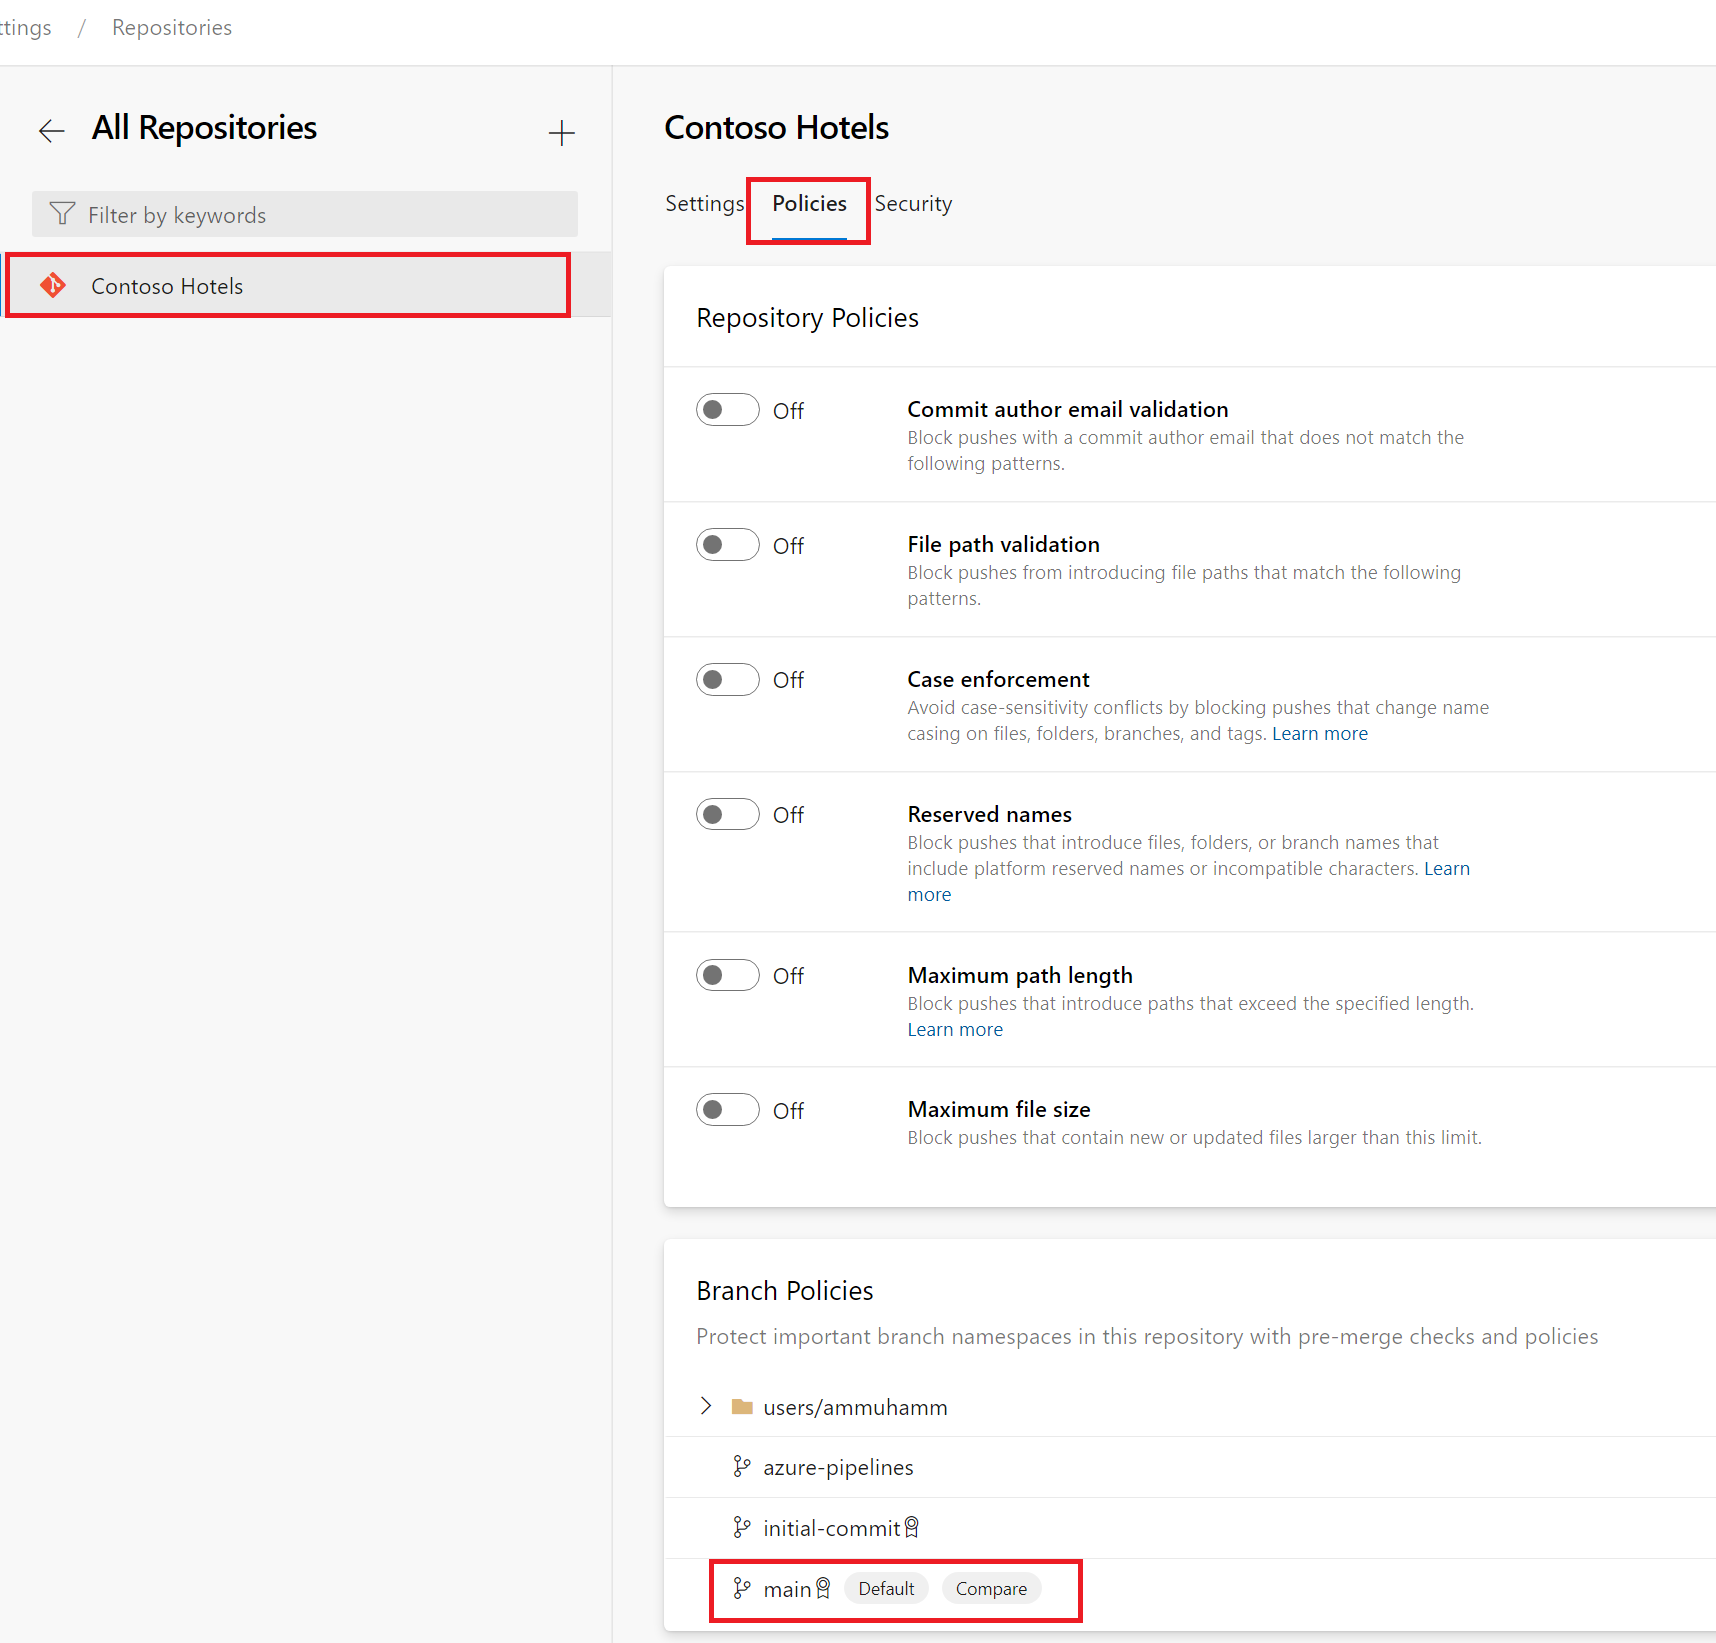 ttings / Repositories
All Repositories
Filter by keywords
Contoso Hotels
Contoso Hotels
Settings Policies Security
Repository Policies
Off Commit author email validation
Block pushes with a commit author email that does not match the
following patterns.
Off File path validation
Block pushes from introducing file paths that match the following
patterns.
Off Case enforcement
Avoid case-sensitivity conflicts by blocking pushes that change name
casing on files, folders, branches, and tags. Learn more
Off Reserved names
Block pushes that introduce files, folders, or branch names that
include platform reserved names or incompatible characters. Learn
more
Off Maximum path length
Block pushes that introduce paths that exceed the specified length.
Learn more
Off Maximum file size
Block pushes that contain new or updated files larger than this limit.
Branch Policies
Protect important branch namespaces in this repository with pre-merge checks and policies
users/ammuhamm
azure-pipelines
initial-commit
main Default Compare